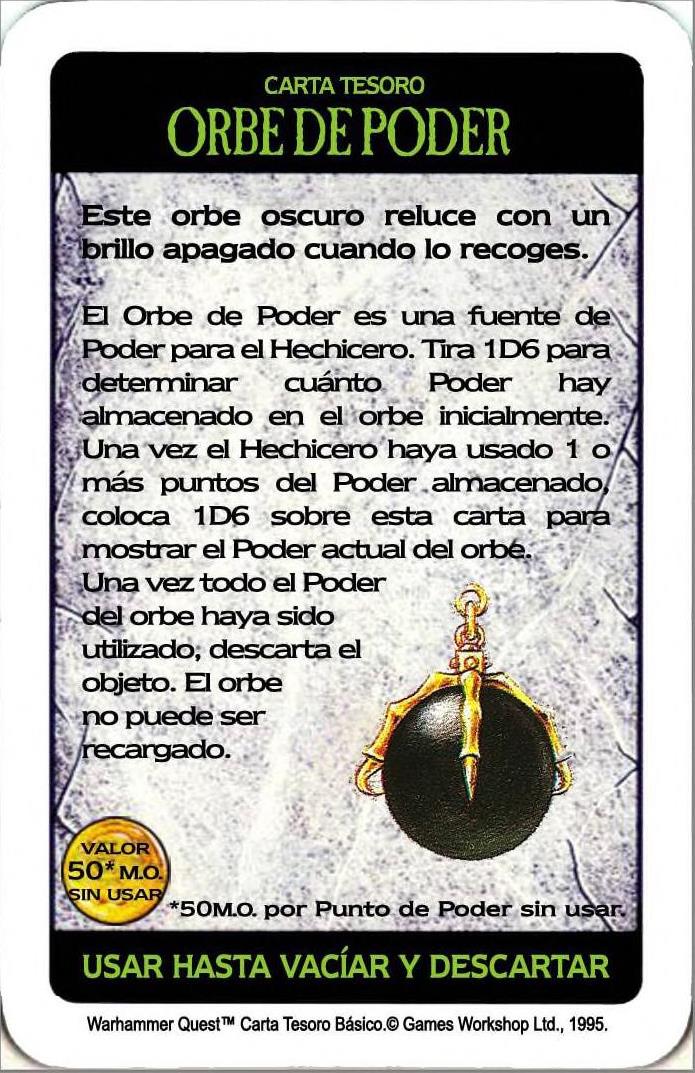 CARTA TESORO
ORBE DE PODER
Este orbe oscuro reluce con un
brillo apagado cuando lo recoges.
El Orbe de Poder es una fuente de
Poder para el Hechicero. Tira 1D6 para
determinar cuánto Poder hay
almacenado en el orbe inicialmente.
Una vez el Hechicero haya usado 1 o
más puntos del Poder almacenado,
coloca 1D6 sobre esta carta para
mostrar el Poder actual del orbe.
Una vez todo el Poder
del orbe haya sido
utilizado, descarta el
objeto. El orbe
no puede ser
recargado.
VALOR
50* M.O.
SIN USAR
*50M.O. por Punto de Poder sin usar.
USAR HASTA VACÍAR Y DESCARTAR
Warhammer Quest™ Carta Tesoro Básico.© Games Workshop Ltd., 1995.